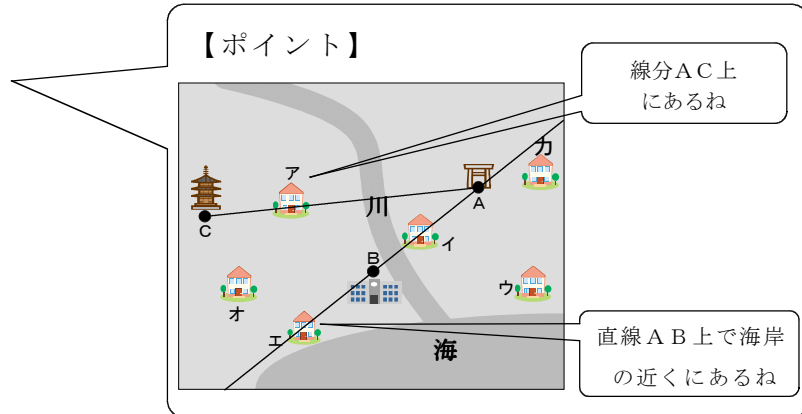 【ポイント】
線分ＡＣ上
にあるね
カ
ア
A
川
C
イ
B
ウ
オ
エ
海
直線ＡＢ上で海岸
の近くにあるね